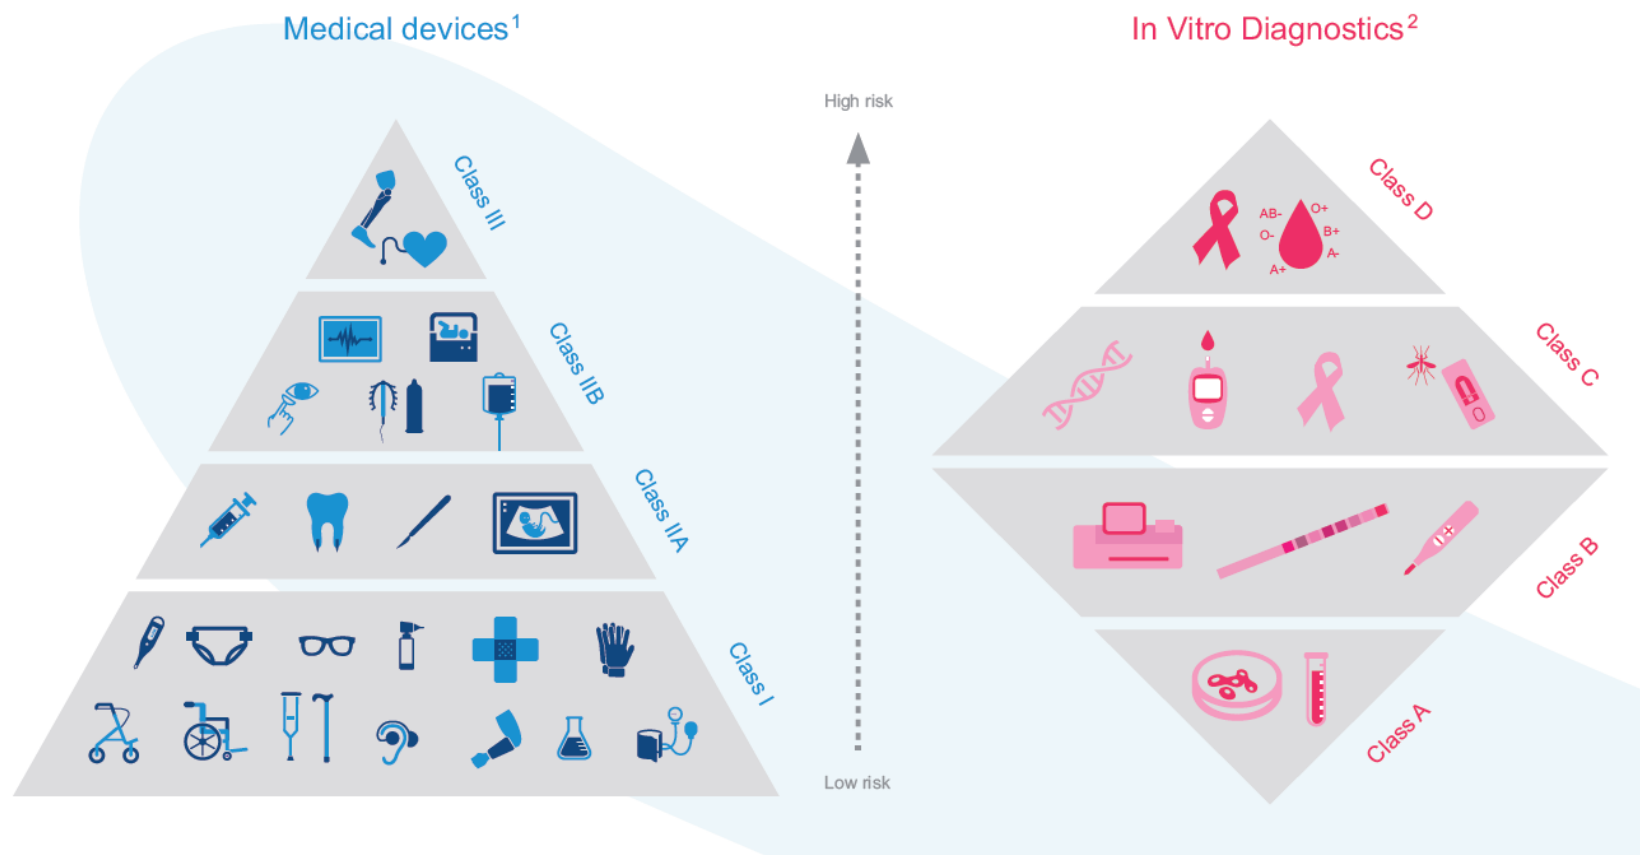 Medical devices¹
In Vitro Diagnostics²
High risk
Class III
Class D
AB-
O+
O-
B+
A-
A+
Class IIB
Class C
Class IIA
Class B
Class I
Class A
Low risk